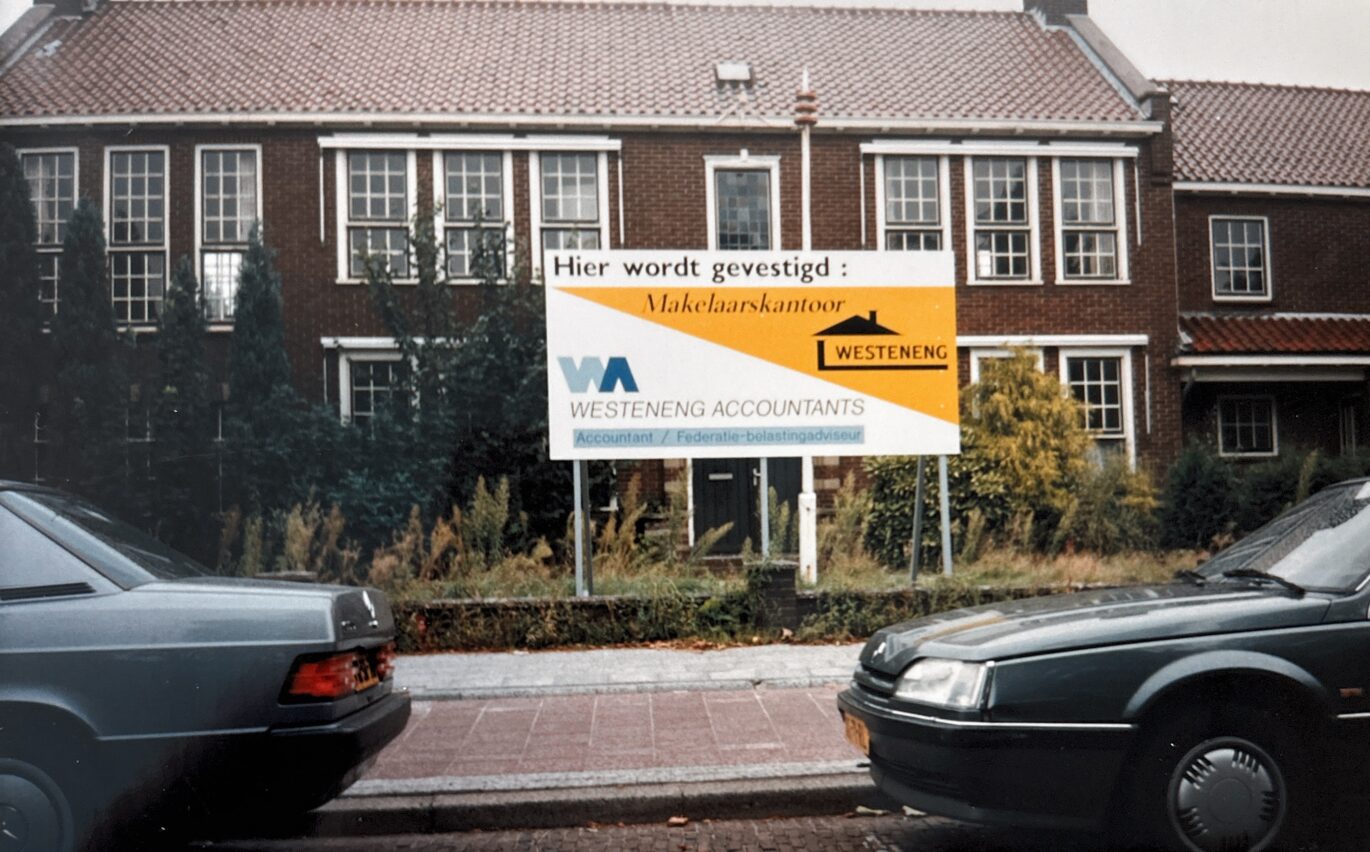 Hier wordt gevestigd :
Makelaarskantoor
WESTENENG
WA
WESTENENG ACCOUNTANTS
Accountant / Federatie-belastingadviseur